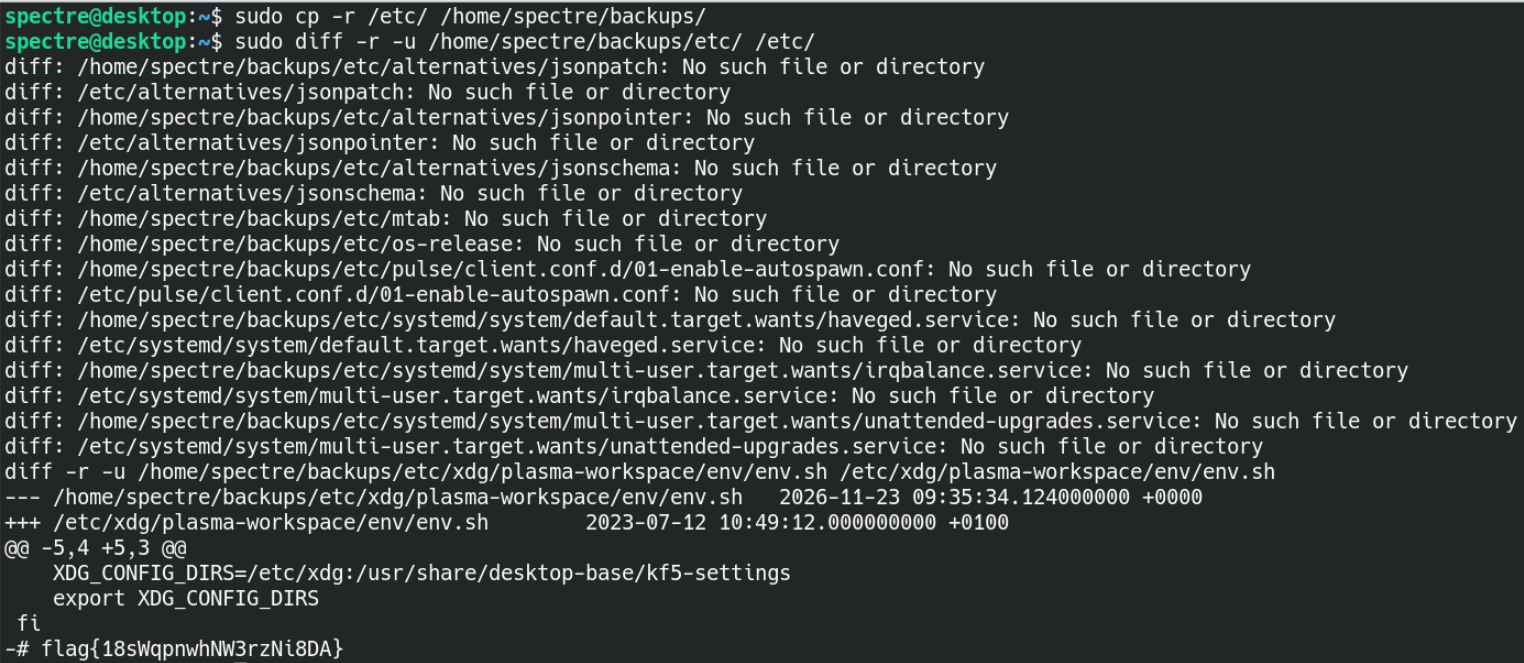 spectre@desktop:~$ sudo cp -r /etc/ /home/spectre/backups/
spectre@desktop:~$ sudo diff -r -u /home/spectre/backups/etc/ /etc/
diff: /home/spectre/backups/etc/alternatives/jsonpatch: No such file or directory
diff: /etc/alternatives/jsonpatch: No such file or directory
diff: /home/spectre/backups/etc/alternatives/jsonpointer: No such file or directory
diff: /etc/alternatives/jsonpointer: No such file or directory
diff: /home/spectre/backups/etc/alternatives/jsonschema: No such file or directory
diff: /etc/alternatives/jsonschema: No such file or directory
diff: /home/spectre/backups/etc/mtab: No such file or directory
diff: /home/spectre/backups/etc/os-release: No such file or directory
diff: /home/spectre/backups/etc/pulse/client.conf.d/01-enable-autospawn.conf: No such file or directory
diff: /etc/pulse/client.conf.d/01-enable-autospawn.conf: No such file or directory
diff: /home/spectre/backups/etc/systemd/system/default.target.wants/haveged.service: No such file or directory
diff: /etc/systemd/system/default.target.wants/haveged.service: No such file or directory
diff: /home/spectre/backups/etc/systemd/system/multi-user.target.wants/irqbalance.service: No such file or directory
diff: /etc/systemd/system/multi-user.target.wants/irqbalance.service: No such file or directory
diff: /home/spectre/backups/etc/systemd/system/multi-user.target.wants/unattended-upgrades.service: No such file or directory
diff: /etc/systemd/system/multi-user.target.wants/unattended-upgrades.service: No such file or directory
diff -r -u /home/spectre/backups/etc/xdg/plasma-workspace/env/env.sh /etc/xdg/plasma-workspace/env/env.sh
--- /home/spectre/backups/etc/xdg/plasma-workspace/env/env.sh   2026-11-23 09:35:34.124000000 +0000
+++ /etc/xdg/plasma-workspace/env/env.sh        2023-07-12 10:49:12.000000000 +0100
@@ -5,4 +5,3 @@
    XDG_CONFIG_DIRS=/etc/xdg:/usr/share/desktop-base/kf5-settings
    export XDG_CONFIG_DIRS
 fi
-# flag{18sWqpnwhNW3rzNi8DA}